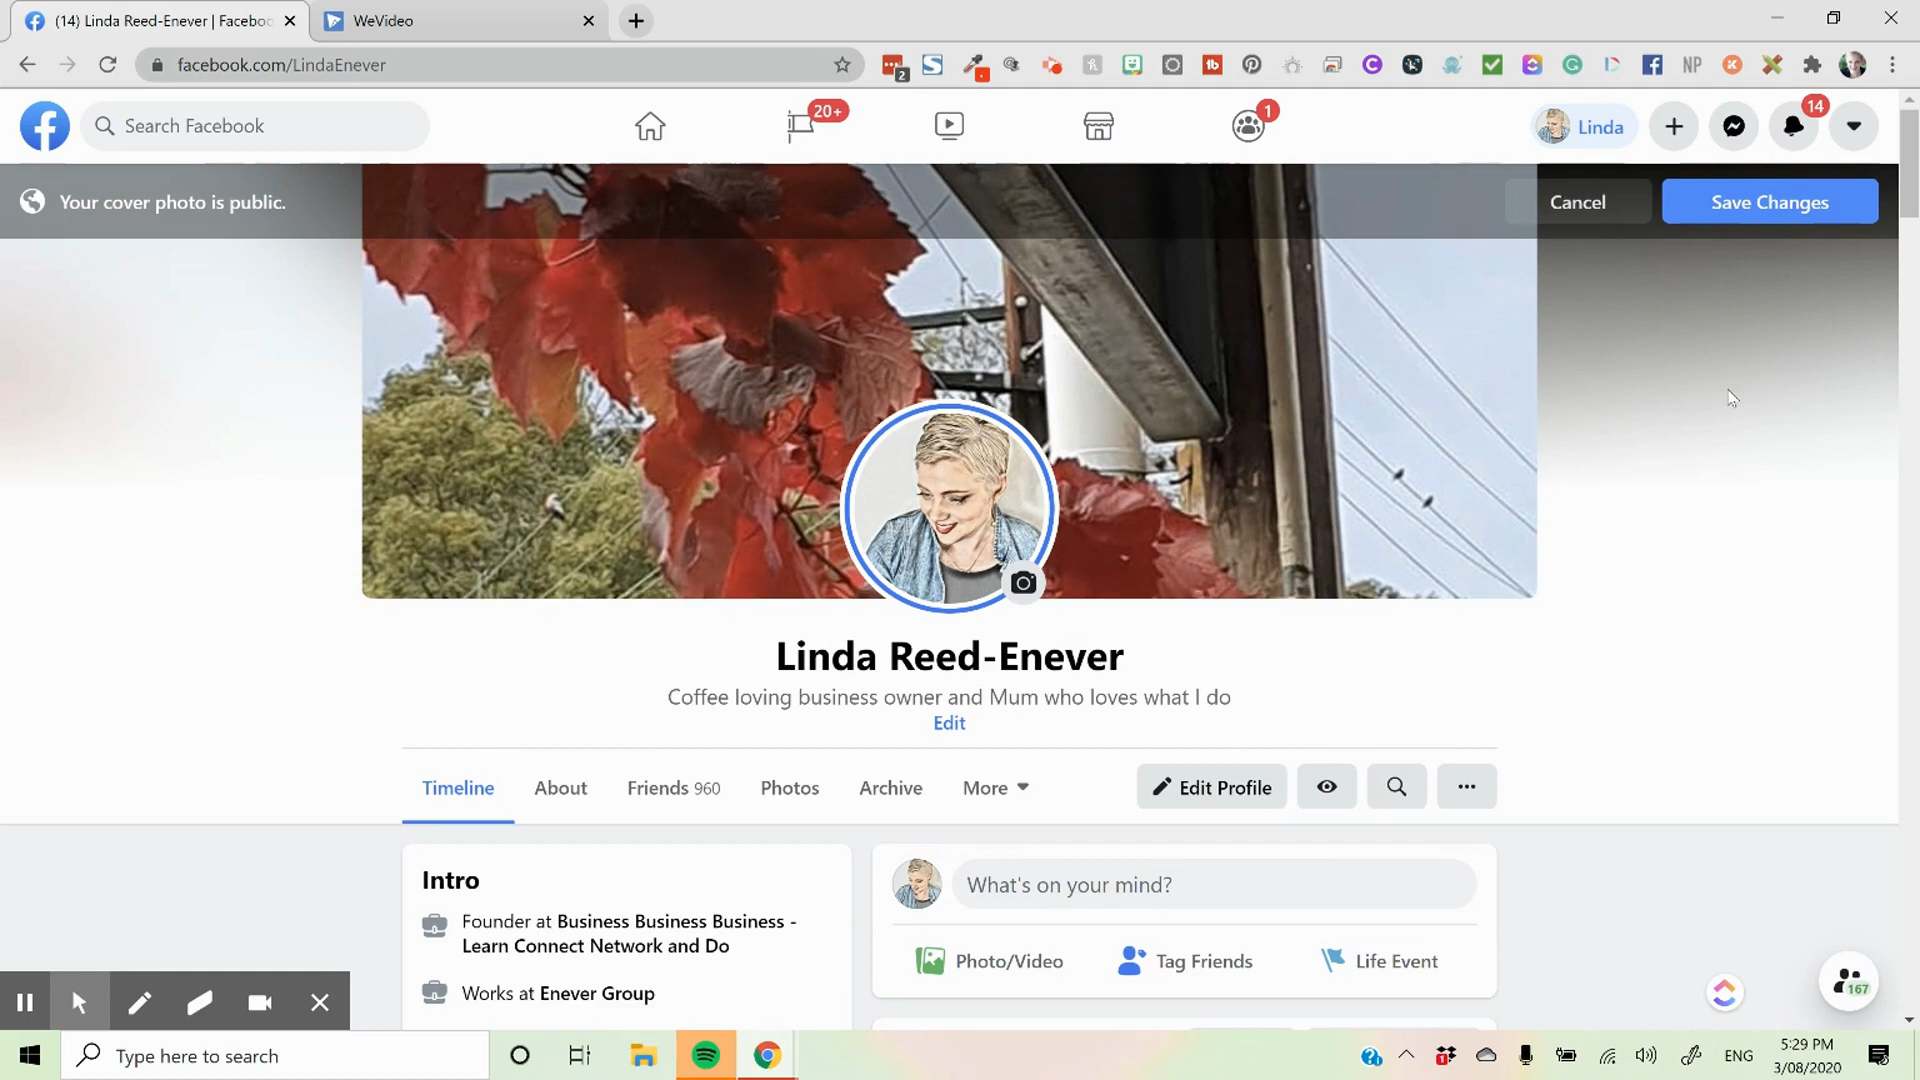 (14) Linda Reed-Enever | Facebo
WeVideo
facebook.com/LindaEnever
2
NP
Search Facebook
20+
1
Linda
14
Your cover photo is public.
Cancel
Save Changes
Linda Reed-Enever
Coffee loving business owner and Mum who loves what I do
Edit
Timeline
About
Friends 960
Photos
Archive
More
Edit Profile
Intro
Founder at Business Business Business -
Learn Connect Network and Do
Works at Enever Group
What's on your mind?
Photo/Video
Tag Friends
Life Event
167
Type here to search
ENG
5:29 PM
3/08/2020